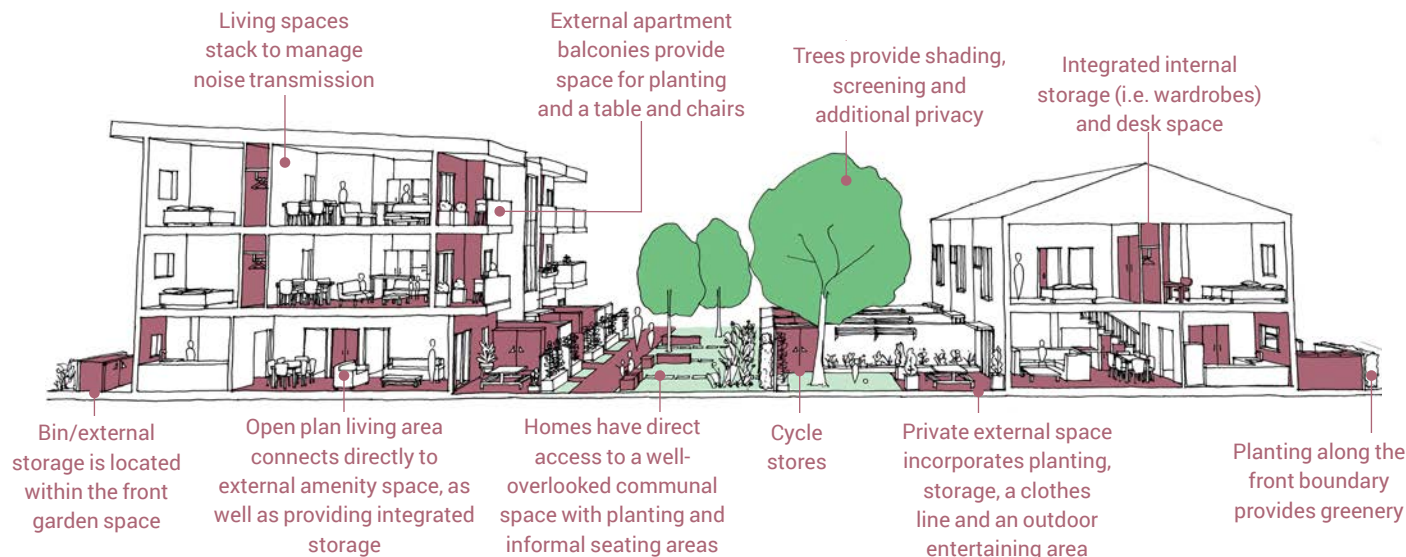 Living spaces
stack to manage
noise transmission
External apartment
balconies provide
space for planting
and a table and chairs
Trees provide shading,
screening and
additional privacy
Integrated internal
storage (i.e. wardrobes)
and desk space
Bin/external
storage is located
within the front
garden space
Open plan living area
connects directly to
external amenity space, as
well as providing integrated
storage
Homes have direct
access to a well-
overlooked communal
space with planting and
informal seating areas
Cycle
stores
Private external space
incorporates planting,
storage, a clothes
line and an outdoor
entertaining area
Planting along the
front boundary
provides greenery